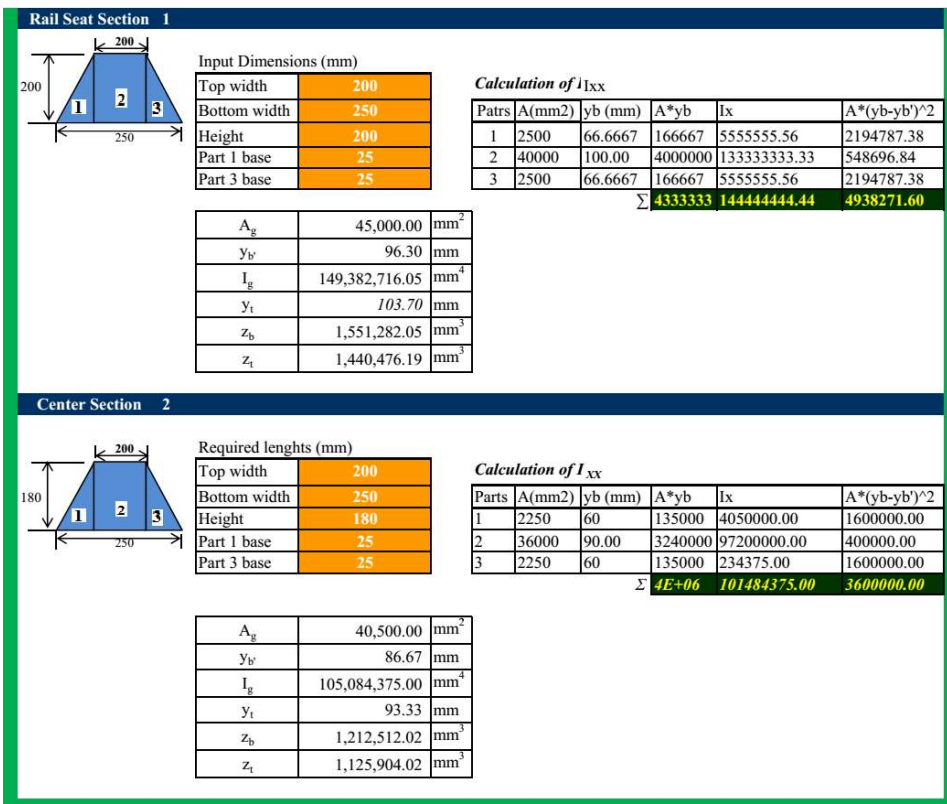 Rail Seat Section 1
200
200
1 2 3
250
Input Dimensions (mm)
Top width 200
Bottom width 250
Height 200
Part 1 base 25
Part 3 base 25
Calculation of Ixx
Patrs A(mm2) yb (mm) A*yb Ix A*(yb-yb')^2
1 2500 66.6667 166667 5555555.56 2194787.38
2 40000 100.00 4000000 133333333.33 548696.84
3 2500 66.6667 166667 5555555.56 2194787.38
∑ 4333333 144444444.44 4938271.60
Ag 45,000.00 mm²
yb' 96.30 mm
Ig 149,382,716.05 mm⁴
yt 103.70 mm
zb 1,551,282.05 mm³
zt 1,440,476.19 mm³
Center Section 2
200
180
1 2 3
250
Required lenghts (mm)
Top width 200
Bottom width 250
Height 180
Part 1 base 25
Part 3 base 25
Calculation of I XX
Parts A(mm2) yb (mm) A*yb Ix A*(yb-yb')^2
1 2250 60 135000 4050000.00 1600000.00
2 36000 90.00 3240000 97200000.00 400000.00
3 2250 60 135000 234375.00 1600000.00
Σ 4E+06 101484375.00 3600000.00
Ag 40,500.00 mm²
yb' 86.67 mm
Ig 105,084,375.00 mm⁴
yt 93.33 mm
zb 1,212,512.02 mm³
zt 1,125,904.02 mm³